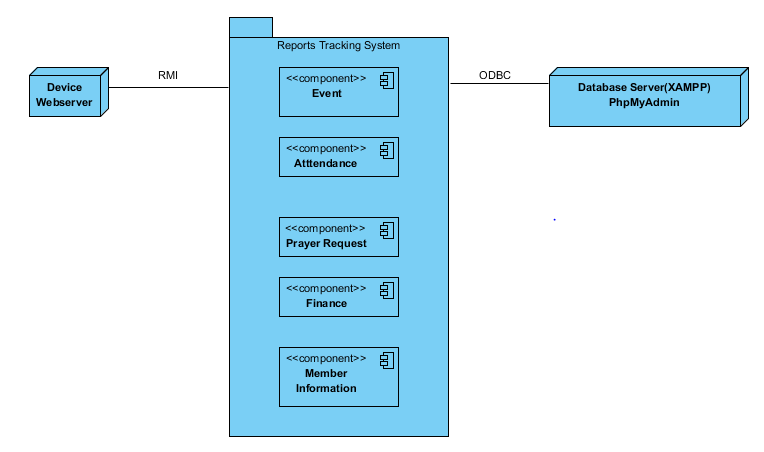 Reports Tracking System
RMI
ODBC
Device
Webserver
<<component>>
Event
Database Server(XAMPP)
PhpMyAdmin
<<component>>
Atttendance
<<component>>
Prayer Request
<<component>>
Finance
<<component>>
Member
Information